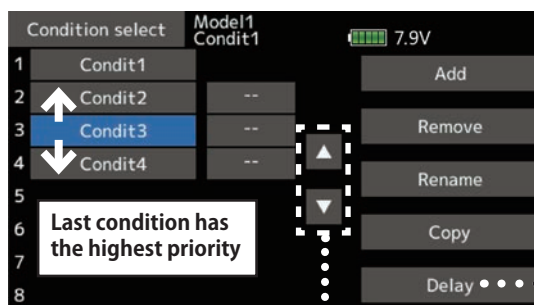 Condition select
Model1
Condit1
7.9V
1 Condit1
Add
2 Condit2 --
3 Condit3 --
Remove
4 Condit4 --
Rename
5
6
7
8
Last condition has
the highest priority
Copy
Delay